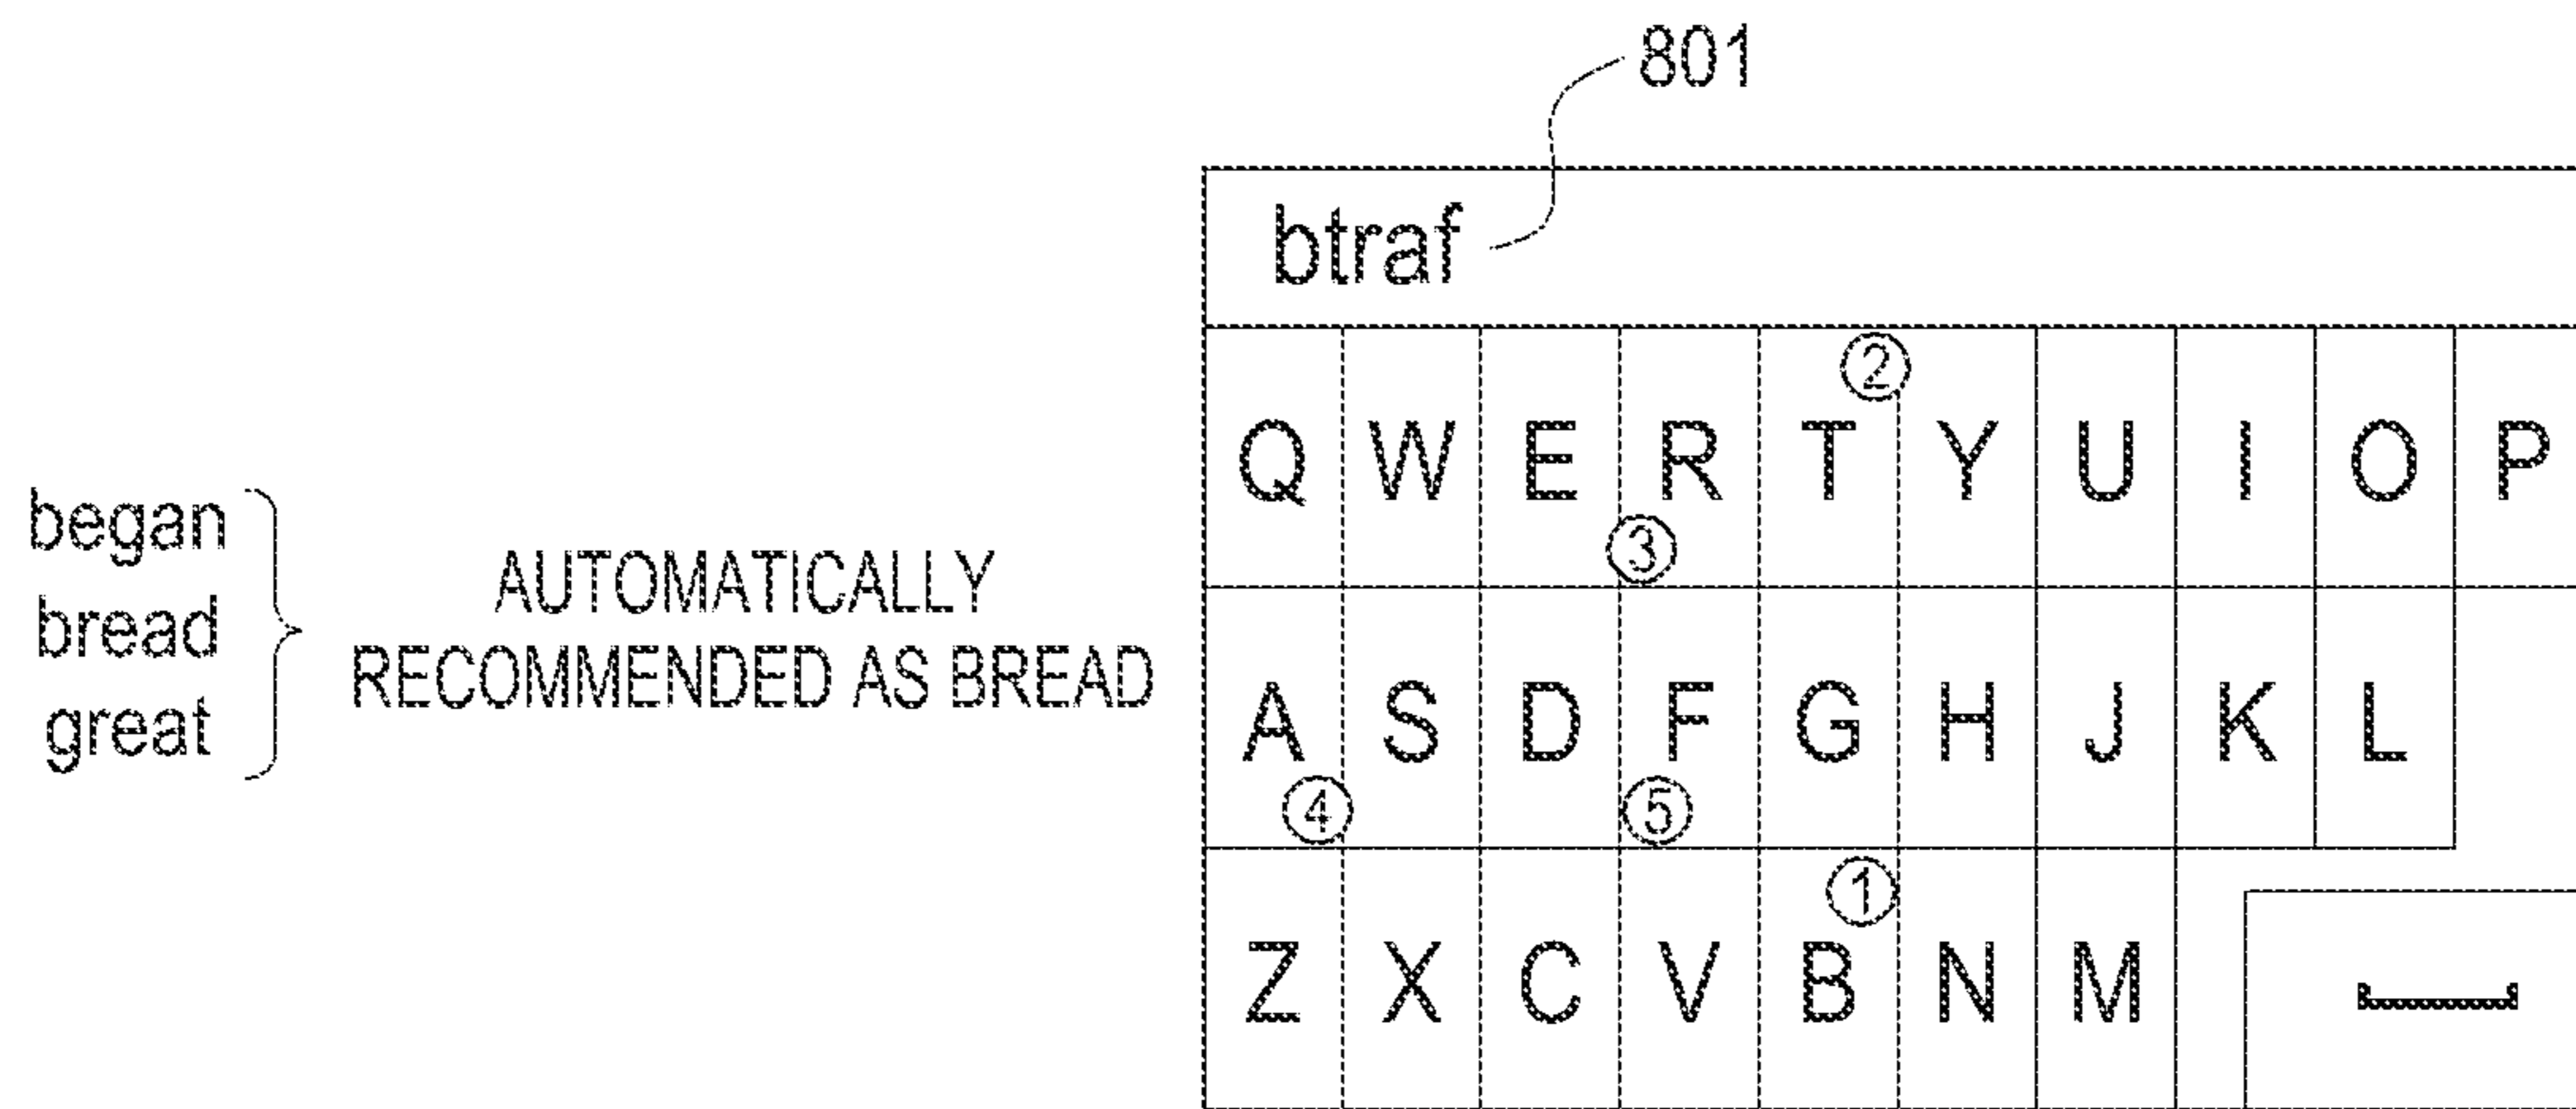 801
btraf
②
Q W E R T Y U I O P
③
began
bread
great
AUTOMATICALLY
RECOMMENDED AS BREAD
A S D F G H J K L
④ ⑤
①
Z X C V B N M